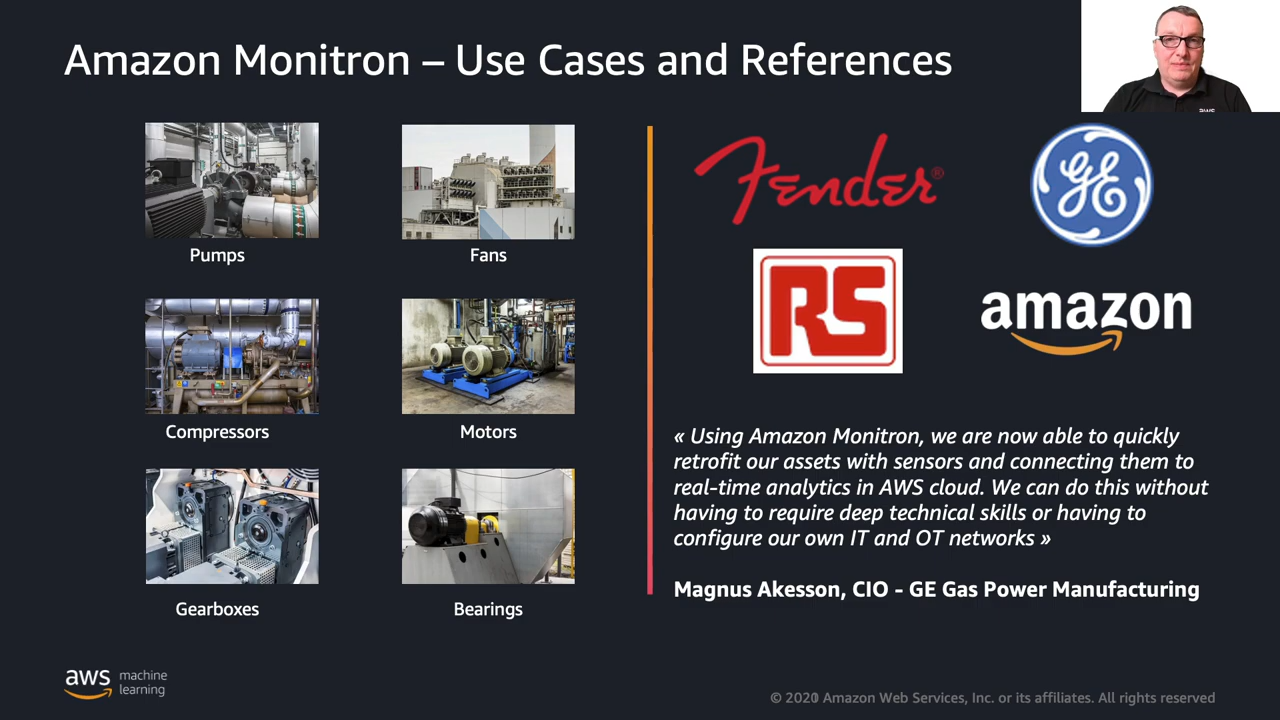 Amazon Monitron – Use Cases and References
aws
Pumps
Fans
Compressors
Motors
Gearboxes
Bearings
Fender®
GE
RS
amazon
« Using Amazon Monitron, we are now able to quickly
retrofit our assets with sensors and connecting them to
real-time analytics in AWS cloud. We can do this without
having to require deep technical skills or having to
configure our own IT and OT networks »
Magnus Akesson, CIO - GE Gas Power Manufacturing
aws machine
learning
© 2020 Amazon Web Services, Inc. or its affiliates. All rights reserved